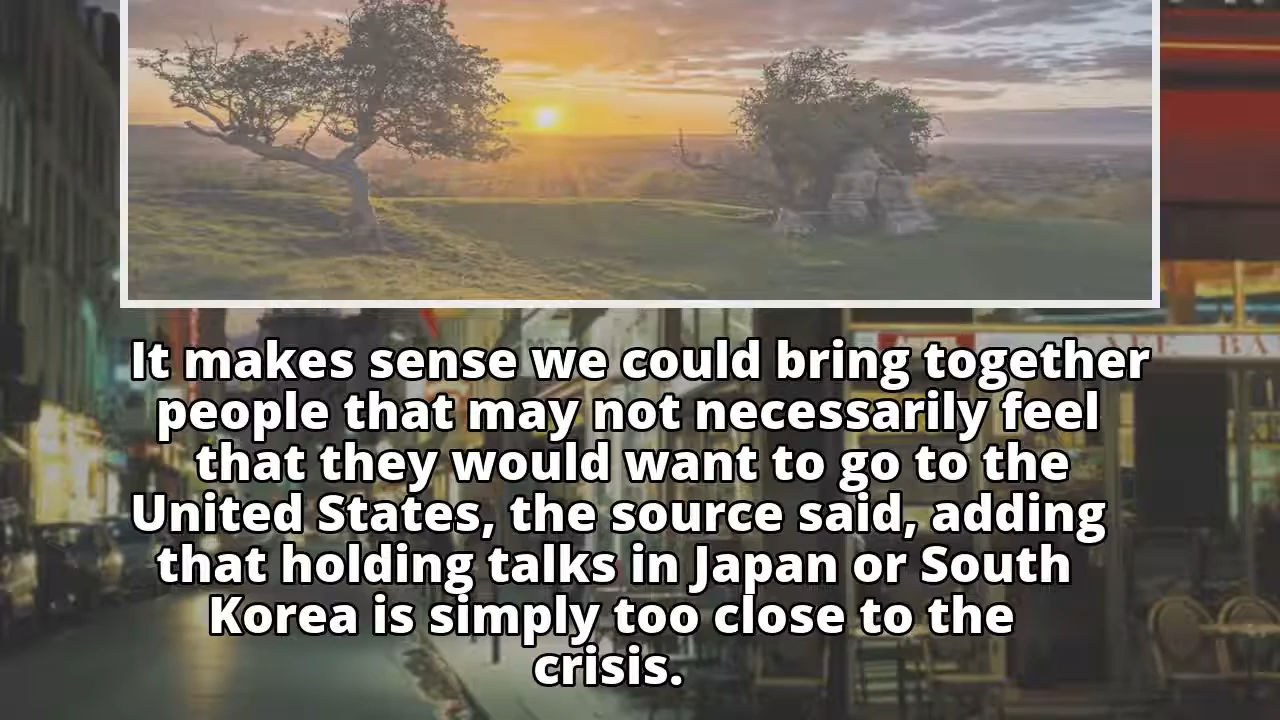 It makes sense we could bring together
people that may not necessarily feel
that they would want to go to the
United States, the source said, adding
that holding talks in Japan or South
Korea is simply too close to the
crisis.